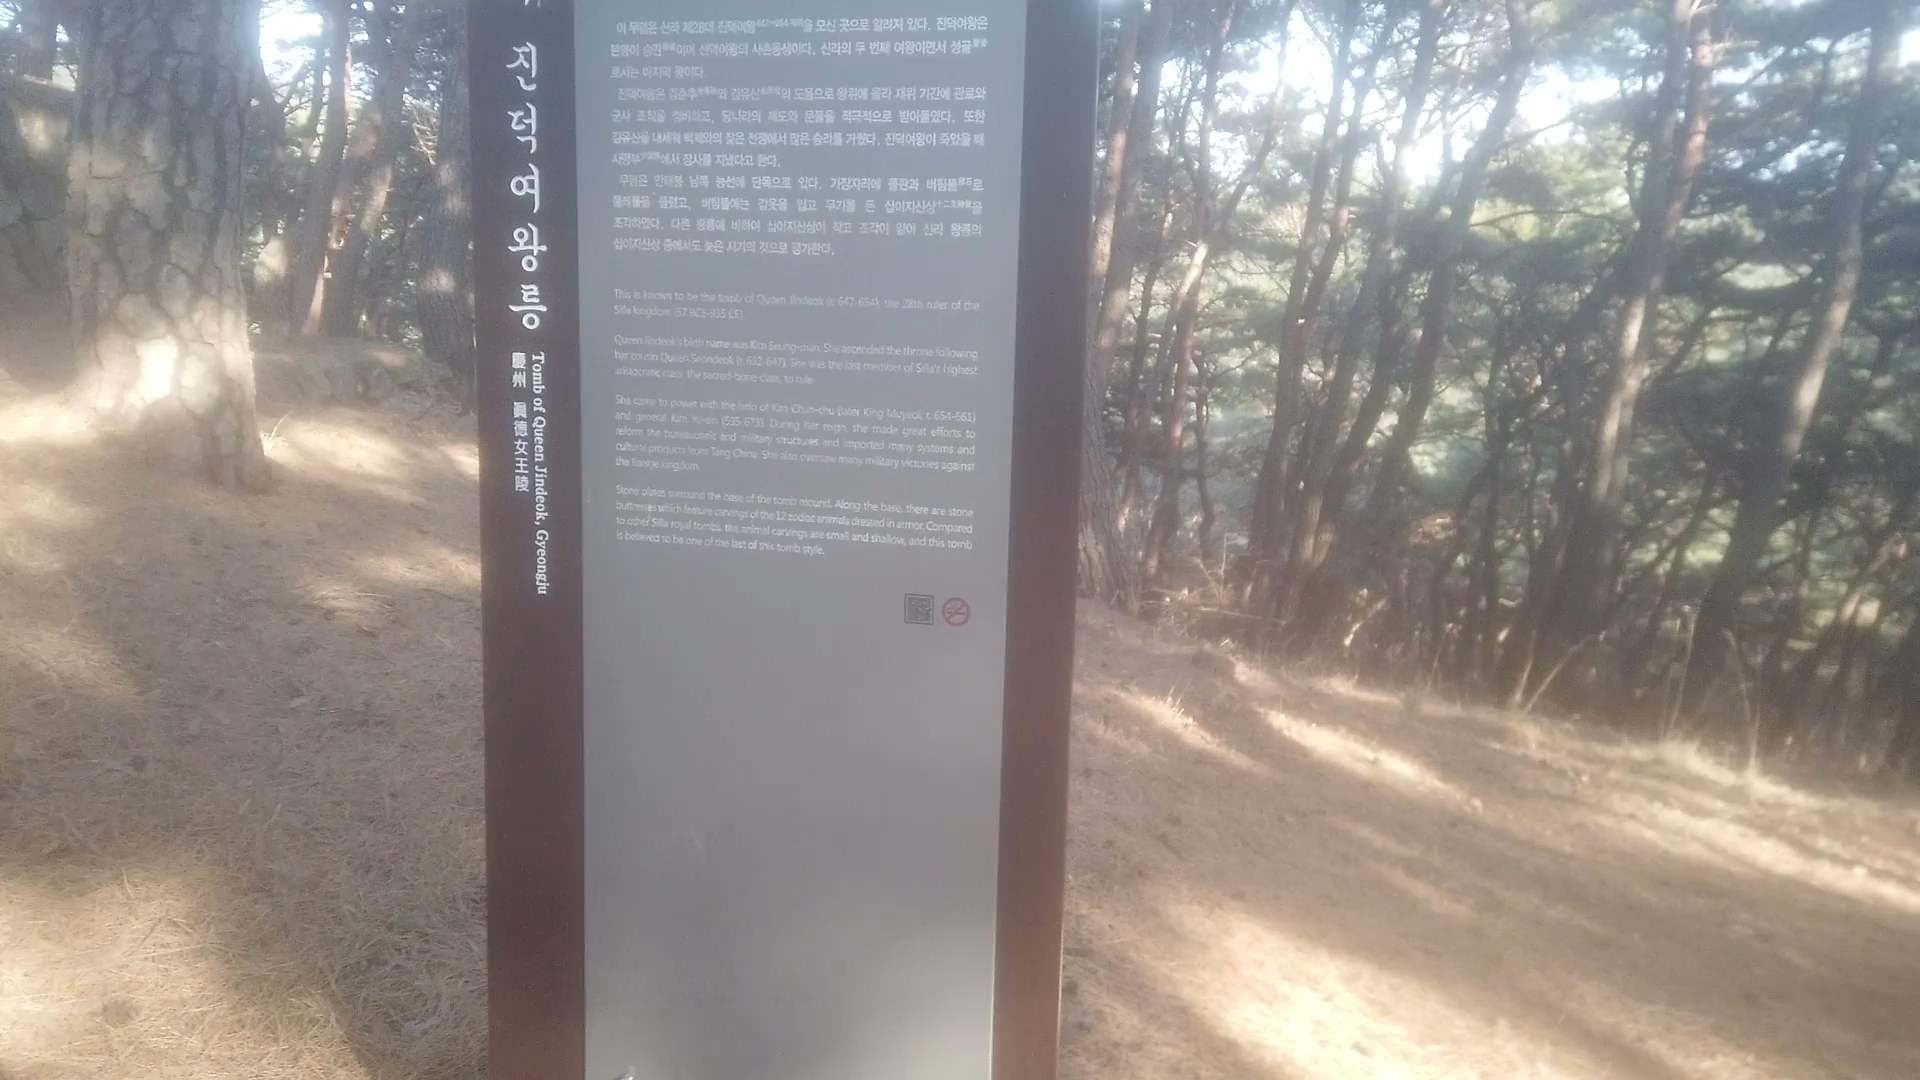 진덕여왕릉
Tomb of Queen Jindeok, Gyeongju
慶州 眞德女王陵
이 무덤은 신라 제28대 진덕여왕647~654 재위을 모신 곳으로 알려져 있다. 진덕여왕은
본명이 승만이며 선덕여왕의 사촌동생이다. 신라의 두 번째 여왕이면서 성골
로서는 마지막 왕이다.
진덕여왕은 김춘추와 김유신의 도움으로 왕위에 올라 재위 기간에 관료와
군사 조직을 정비하고, 당나라의 제도와 문물을 적극적으로 받아들였다. 또한
김유신을 내세워 백제와의 잦은 전쟁에서 많은 승리를 거뒀다. 진덕여왕이 죽었을 때
사량부에서 장사를 지냈다고 한다.
무덤은 안태봉 남쪽 능선에 단독으로 있다. 가장자리에 돌판과 버팀돌로
둘레돌을 돌렸고, 버팀돌에는 갑옷을 입고 무기를 든 십이지신상을
조각하였다. 다른 왕릉에 비하여 십이지신상이 작고 조각이 얕아 신라 왕릉의
십이지신상 중에서도 늦은 시기의 것으로 평가한다.
This is known to be the tomb of Queen Jindeok (r. 647-654), the 28th ruler of the
Silla kingdom (57 BCE-935 CE).
Queen Jindeok's birth name was Kim Seung-man. She ascended the throne following
her cousin Queen Seondeok (r. 632-647). She was the last member of Silla's highest
aristocratic class, the sacred-bone class, to rule.
She came to power with the help of Kim Chun-chu (later King Muyeol, r. 654-661)
and general Kim Yu-sin (595-673). During her reign, she made great efforts to
reform the bureaucratic and military structures and imported many systems and
cultural products from Tang China. She also oversaw many military victories against
the Baekje kingdom.
Stone plates surround the base of the tomb mound. Along the base, there are stone
buttresses which feature carvings of the 12 zodiac animals dressed in armor. Compared
to other Silla royal tombs, the animal carvings are small and shallow, and this tomb
is believed to be one of the last of this tomb style.